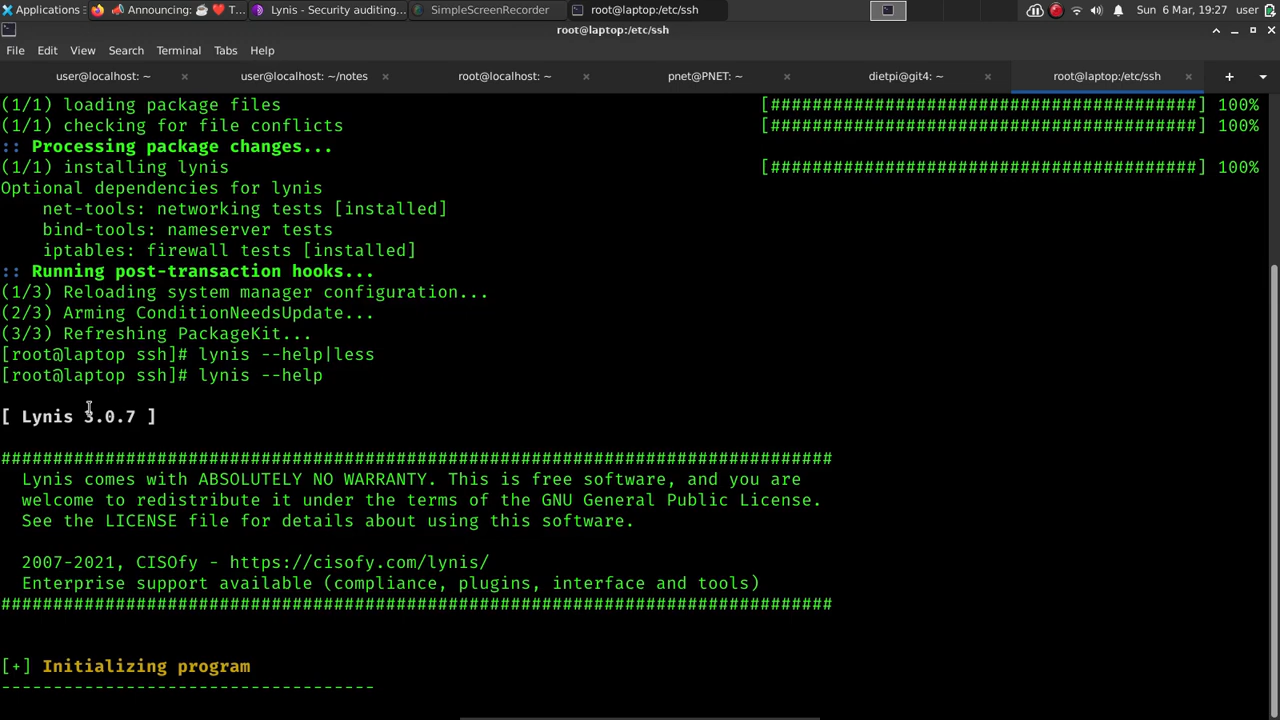 Applications
Announcing: ☕ ❤️ T...
Lynis - Security auditing...
SimpleScreenRecorder
root@laptop:/etc/ssh
Sun 6 Mar, 19:27
user
root@laptop:/etc/ssh
File Edit View Search Terminal Tabs Help
user@localhost: ~ × user@localhost: ~/notes × root@localhost: ~ × pnet@PNET: ~ × dietpi@git4: ~ × root@laptop:/etc/ssh ×
(1/1) loading package files [########################################] 100%
(1/1) checking for file conflicts [########################################] 100%
:: Processing package changes...
(1/1) installing lynis [########################################] 100%
Optional dependencies for lynis
net-tools: networking tests [installed]
bind-tools: nameserver tests
iptables: firewall tests [installed]
:: Running post-transaction hooks...
(1/3) Reloading system manager configuration...
(2/3) Arming ConditionNeedsUpdate...
(3/3) Refreshing PackageKit...
[root@laptop ssh]# lynis --help|less
[root@laptop ssh]# lynis --help
[ Lynis 3.0.7 ]
################################################################################
Lynis comes with ABSOLUTELY NO WARRANTY. This is free software, and you are
welcome to redistribute it under the terms of the GNU General Public License.
See the LICENSE file for details about using this software.
2007-2021, CISOfy - https://cisofy.com/lynis/
Enterprise support available (compliance, plugins, interface and tools)
################################################################################
[+] Initializing program
------------------------------------